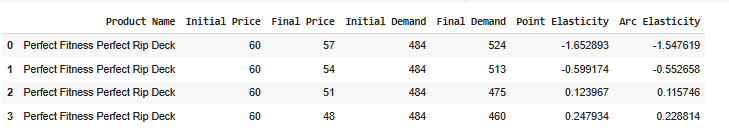 Product Name Initial Price Final Price Initial Demand Final Demand Point Elasticity Arc Elasticity
0 Perfect Fitness Perfect Rip Deck 60 57 484 524 -1.652893 -1.547619
1 Perfect Fitness Perfect Rip Deck 60 54 484 513 -0.599174 -0.552658
2 Perfect Fitness Perfect Rip Deck 60 51 484 475 0.123967 0.115746
3 Perfect Fitness Perfect Rip Deck 60 48 484 460 0.247934 0.228814